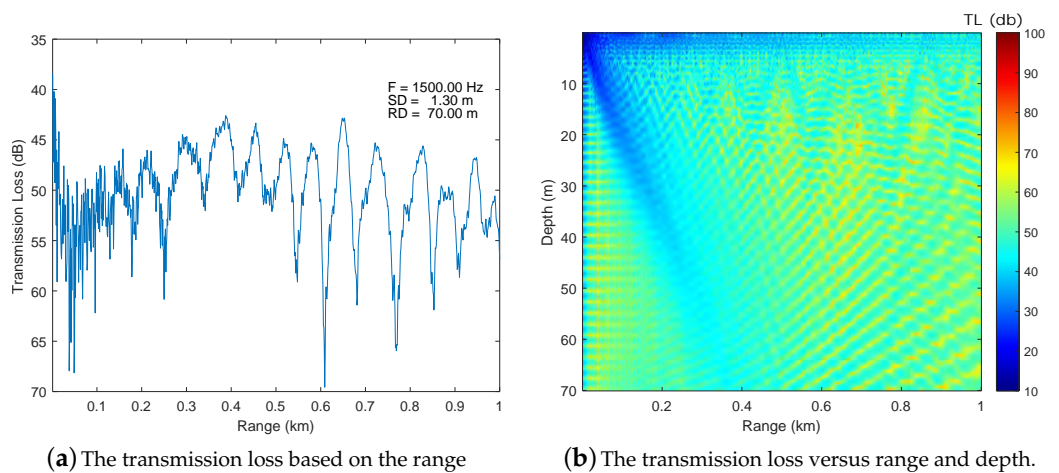 35
40
45
50
55
60
65
70
Transmission Loss (dB)
F = 1500.00 Hz
SD = 1.30 m
RD = 70.00 m
0.1 0.2 0.3 0.4 0.5 0.6 0.7 0.8 0.9 1
Range (km)
(a) The transmission loss based on the range
TL (db)
10
20
30
40
50
60
70
Depth (m)
0.2 0.4 0.6 0.8 1
Range (km)
100
90
80
70
60
50
40
30
20
10
(b) The transmission loss versus range and depth.